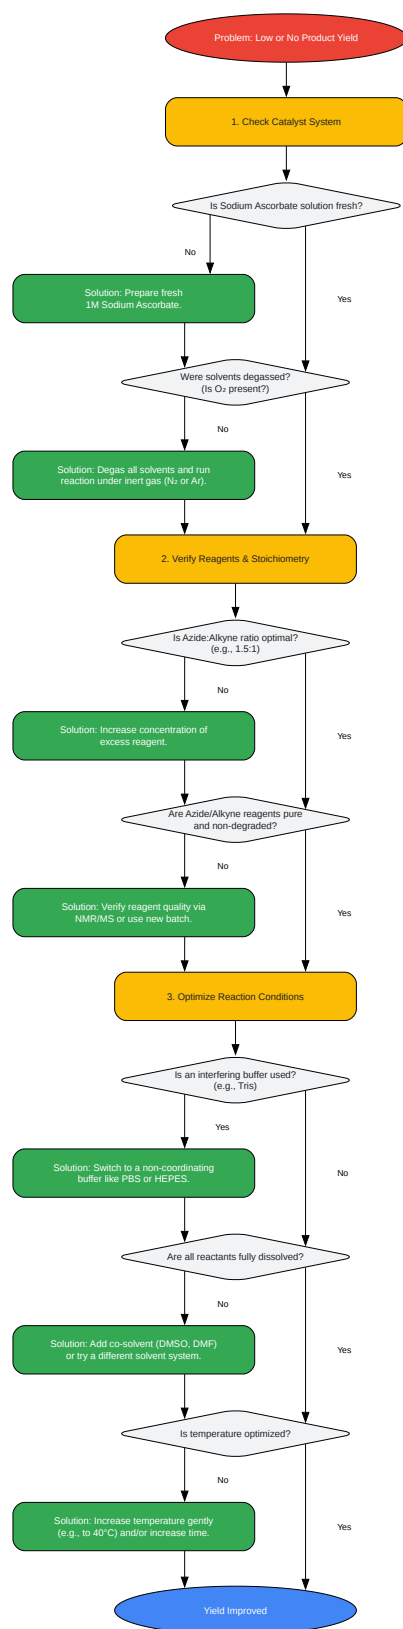 Problem: Low or No Product Yield
1. Check Catalyst System
Is Sodium Ascorbate solution fresh?
No
Solution: Prepare fresh
1M Sodium Ascorbate.
Yes
Were solvents degassed?
(Is O₂ present?)
No
Solution: Degas all solvents and run
reaction under inert gas (N₂ or Ar).
Yes
2. Verify Reagents & Stoichiometry
Is Azide:Alkyne ratio optimal?
(e.g., 1.5:1)
No
Solution: Increase concentration of
excess reagent.
Yes
Are Azide/Alkyne reagents pure
and non-degraded?
No
Solution: Verify reagent quality via
NMR/MS or use new batch.
Yes
3. Optimize Reaction Conditions
Is an interfering buffer used?
(e.g., Tris)
Yes
Solution: Switch to a non-coordinating
buffer like PBS or HEPES.
No
Are all reactants fully dissolved?
No
Solution: Add co-solvent (DMSO, DMF)
or try a different solvent system.
Yes
Is temperature optimized?
No
Solution: Increase temperature gently
(e.g., to 40°C) and/or increase time.
Yes
Yield Improved